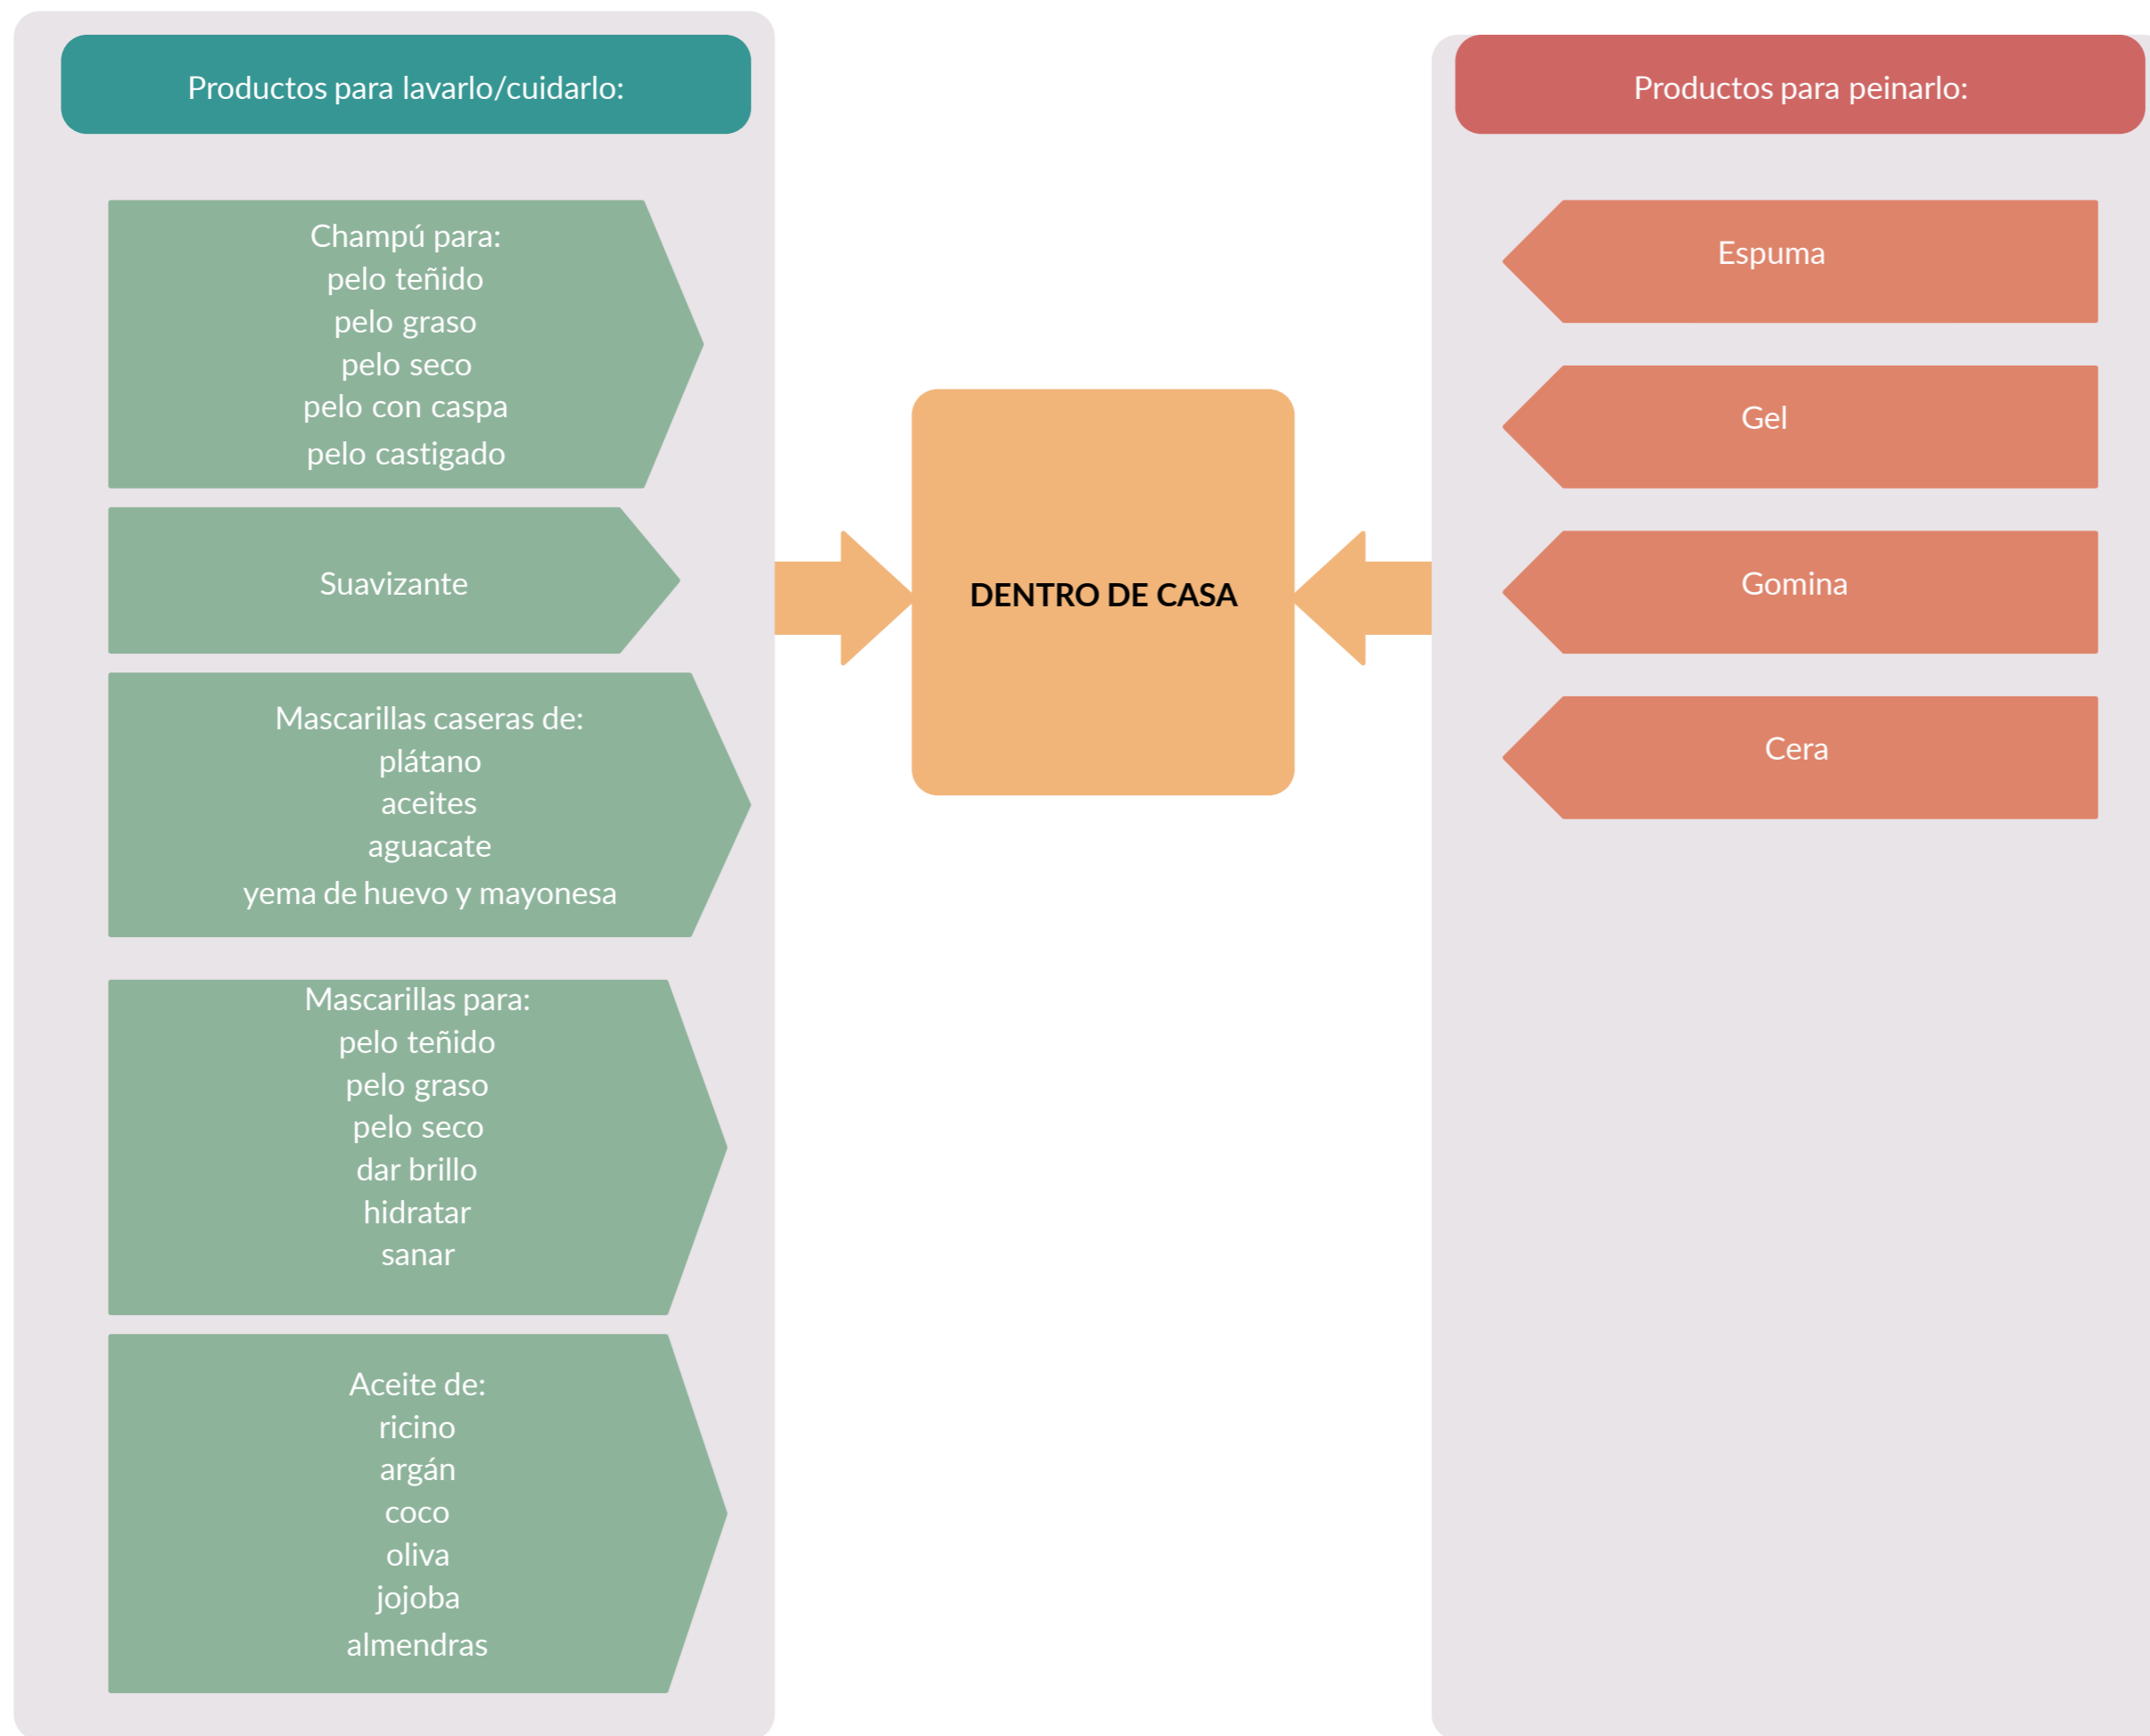 Productos para lavarlo/cuidarlo:
Champú para:
pelo teñido
pelo graso
pelo seco
pelo con caspa
pelo castigado
Suavizante
Mascarillas caseras de:
plátano
aceites
aguacate
yema de huevo y mayonesa
Mascarillas para:
pelo teñido
pelo graso
pelo seco
dar brillo
hidratar
sanar
Aceite de:
ricino
argán
coco
oliva
jojoba
almendras
DENTRO DE CASA
Productos para peinarlo:
Espuma
Gel
Gomina
Cera